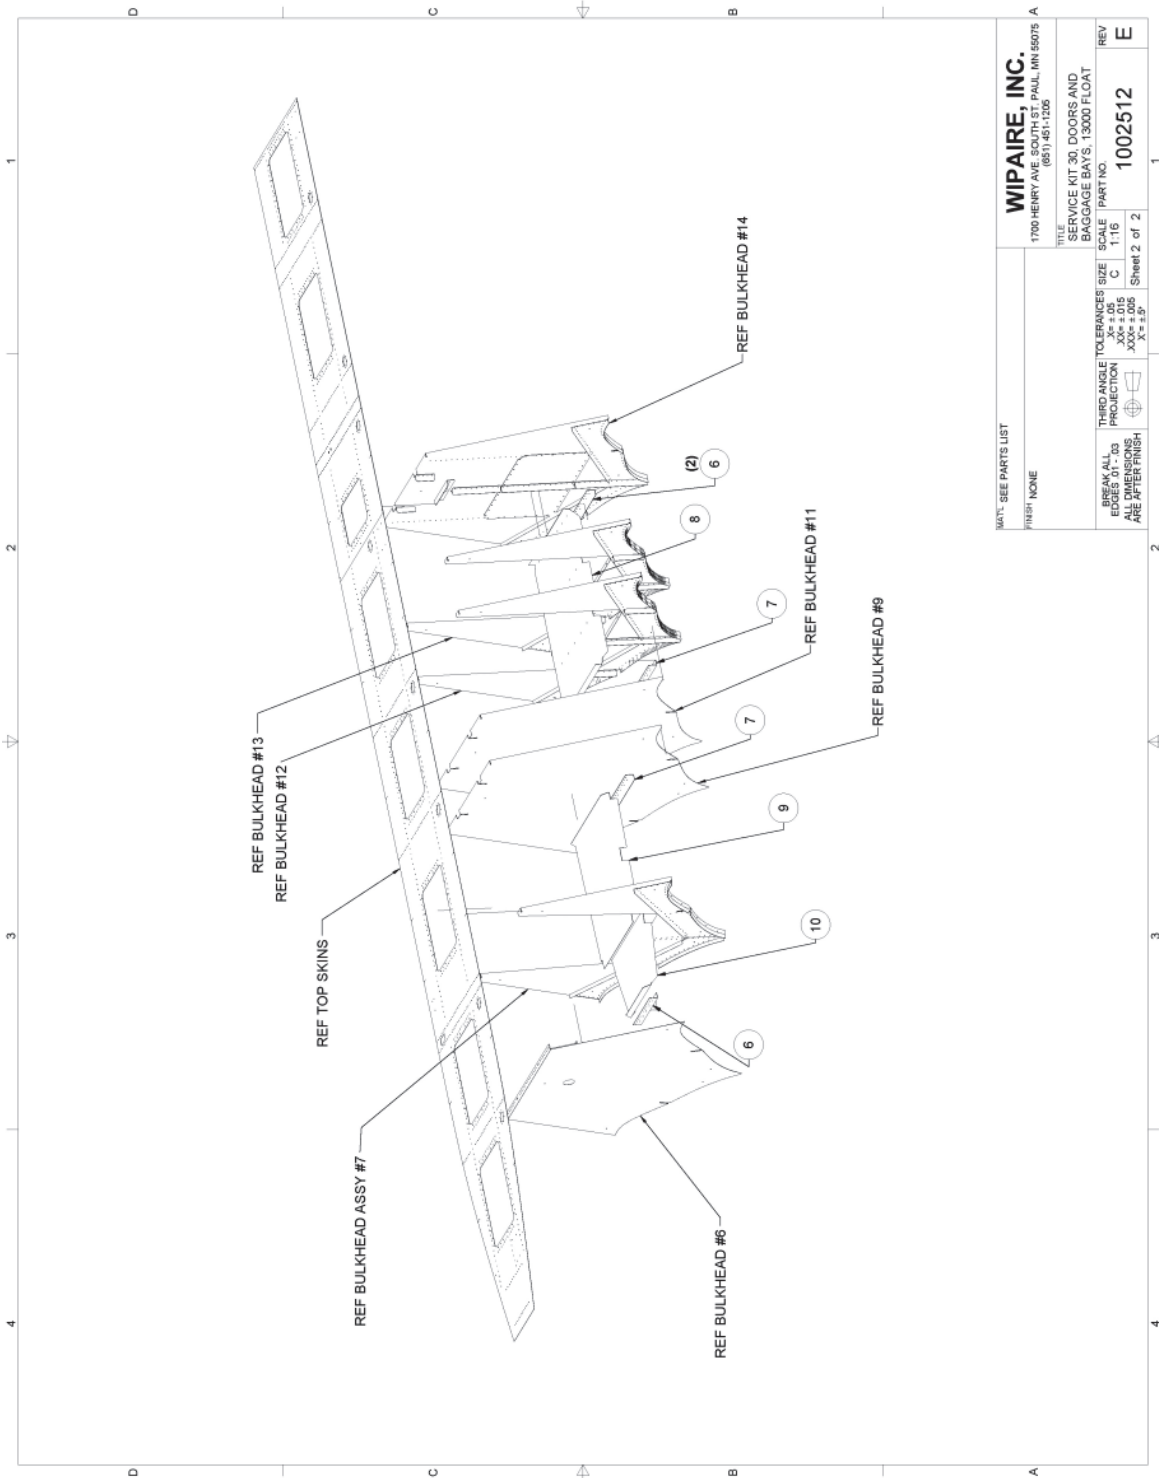 D
C
B
A
1
2
3
4
REF BULKHEAD #13
REF BULKHEAD #12
REF TOP SKINS
REF BULKHEAD ASSY #7
REF BULKHEAD #14
(2)
6
8
7
REF BULKHEAD #11
REF BULKHEAD #9
7
9
10
6
REF BULKHEAD #6
MAT'L SEE PARTS LIST
FINISH NONE
WIPAIRE, INC.
1700 HENRY AVE. SOUTH ST. PAUL, MN 55075
(651) 451-1205
TITLE
SERVICE KIT 30, DOORS AND
BAGGAGE BAYS, 13000 FLOAT
BREAK ALL
EDGES .01 - .03
ALL DIMENSIONS
ARE AFTER FINISH
THIRD ANGLE
PROJECTION
TOLERANCES
.X= ±.05
.XX= ±.015
.XXX= ±.005
X°= ±.5°
SIZE
C
SCALE
1:16
Sheet 2 of 2
PART NO.
1002512
REV
E
D
C
B
A
1
2
3
4